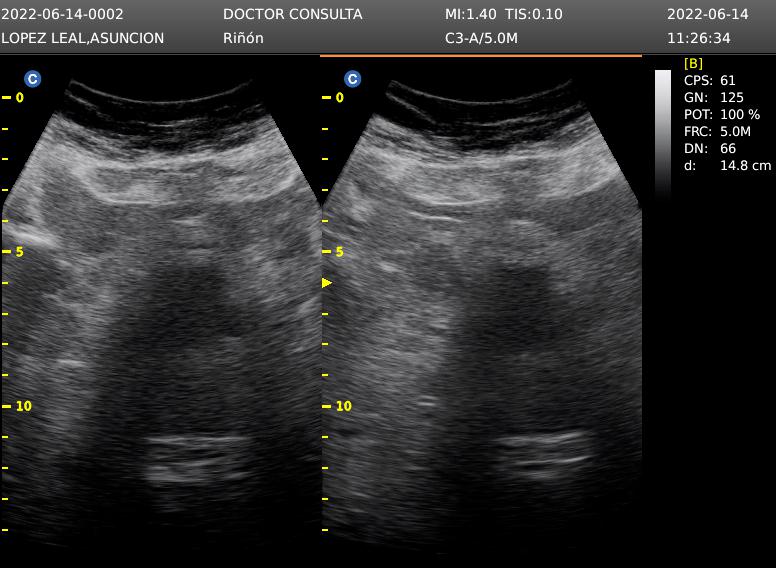 2022-06-14-0002 DOCTOR CONSULTA MI:1.40 TIS:0.10 2022-06-14
LOPEZ LEAL,ASUNCION Riñón C3-A/5.0M 11:26:34
[B]
CPS: 61
GN: 125
POT: 100 %
FRC: 5.0M
DN: 66
d: 14.8 cm
C C
0 0
5 5
10 10